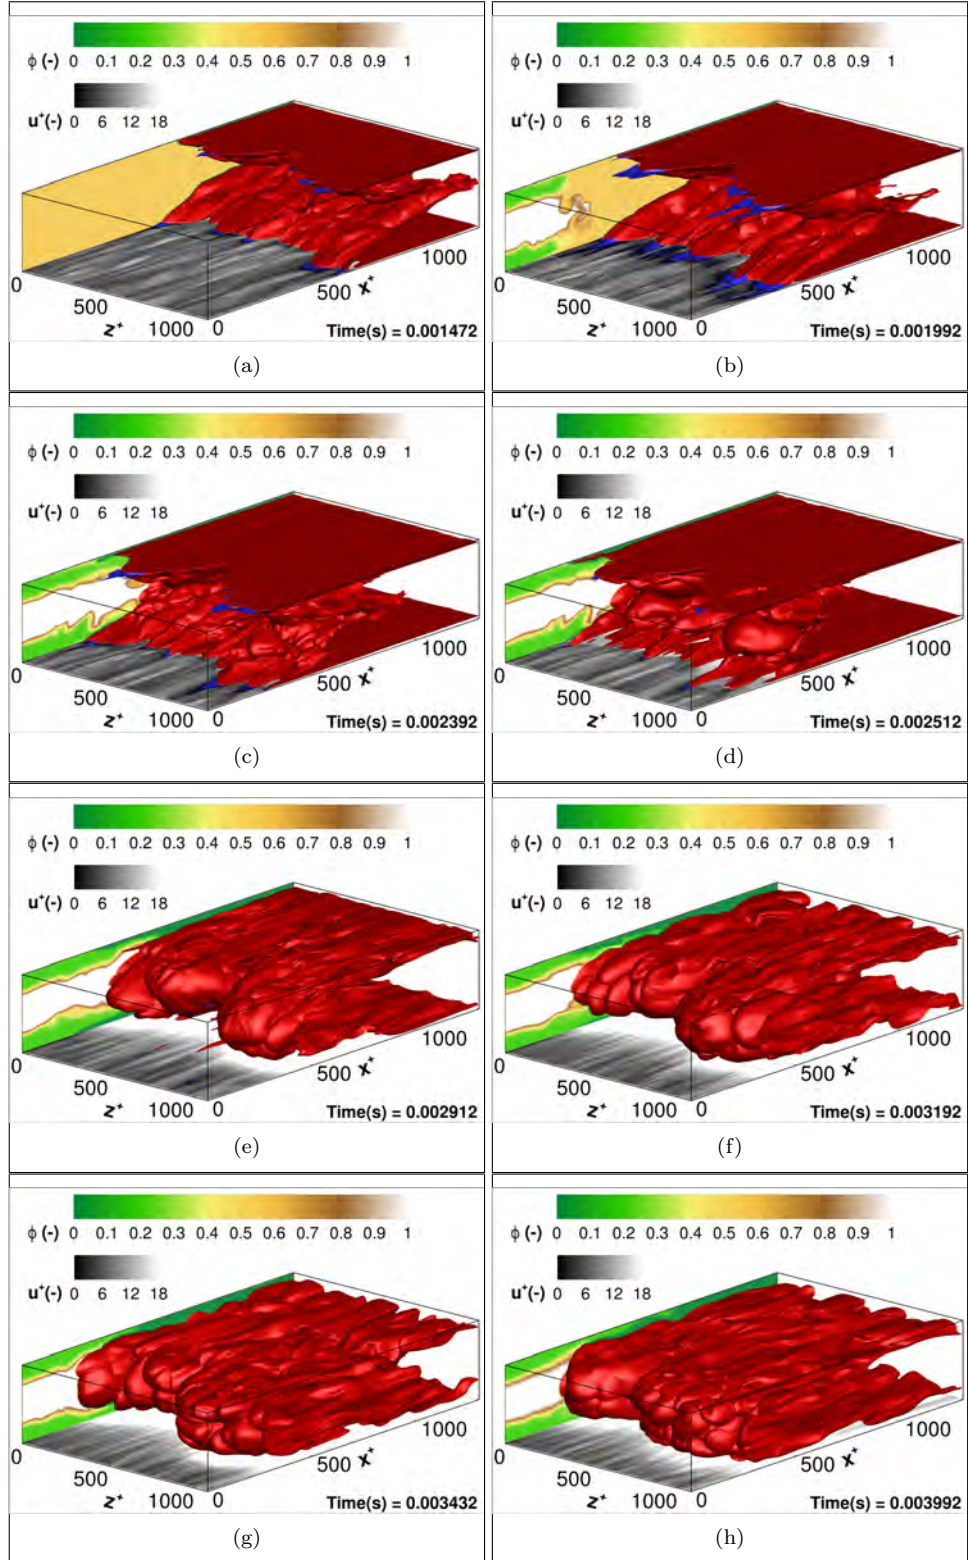 ϕ (-) 0 0.1 0.2 0.3 0.4 0.5 0.6 0.7 0.8 0.9 1
u⁺(-) 0 6 12 18
0 500 1000 z⁺ 0 500 1000 x⁺
Time(s) = 0.001472
(a)
ϕ (-) 0 0.1 0.2 0.3 0.4 0.5 0.6 0.7 0.8 0.9 1
u⁺(-) 0 6 12 18
0 500 1000 z⁺ 0 500 1000 x⁺
Time(s) = 0.001992
(b)
ϕ (-) 0 0.1 0.2 0.3 0.4 0.5 0.6 0.7 0.8 0.9 1
u⁺(-) 0 6 12 18
0 500 1000 z⁺ 0 500 1000 x⁺
Time(s) = 0.002392
(c)
ϕ (-) 0 0.1 0.2 0.3 0.4 0.5 0.6 0.7 0.8 0.9 1
u⁺(-) 0 6 12 18
0 500 1000 z⁺ 0 500 1000 x⁺
Time(s) = 0.002512
(d)
ϕ (-) 0 0.1 0.2 0.3 0.4 0.5 0.6 0.7 0.8 0.9 1
u⁺(-) 0 6 12 18
0 500 1000 z⁺ 0 500 1000 x⁺
Time(s) = 0.002912
(e)
ϕ (-) 0 0.1 0.2 0.3 0.4 0.5 0.6 0.7 0.8 0.9 1
u⁺(-) 0 6 12 18
0 500 1000 z⁺ 0 500 1000 x⁺
Time(s) = 0.003192
(f)
ϕ (-) 0 0.1 0.2 0.3 0.4 0.5 0.6 0.7 0.8 0.9 1
u⁺(-) 0 6 12 18
0 500 1000 z⁺ 0 500 1000 x⁺
Time(s) = 0.003432
(g)
ϕ (-) 0 0.1 0.2 0.3 0.4 0.5 0.6 0.7 0.8 0.9 1
u⁺(-) 0 6 12 18
0 500 1000 z⁺ 0 500 1000 x⁺
Time(s) = 0.003992
(h)